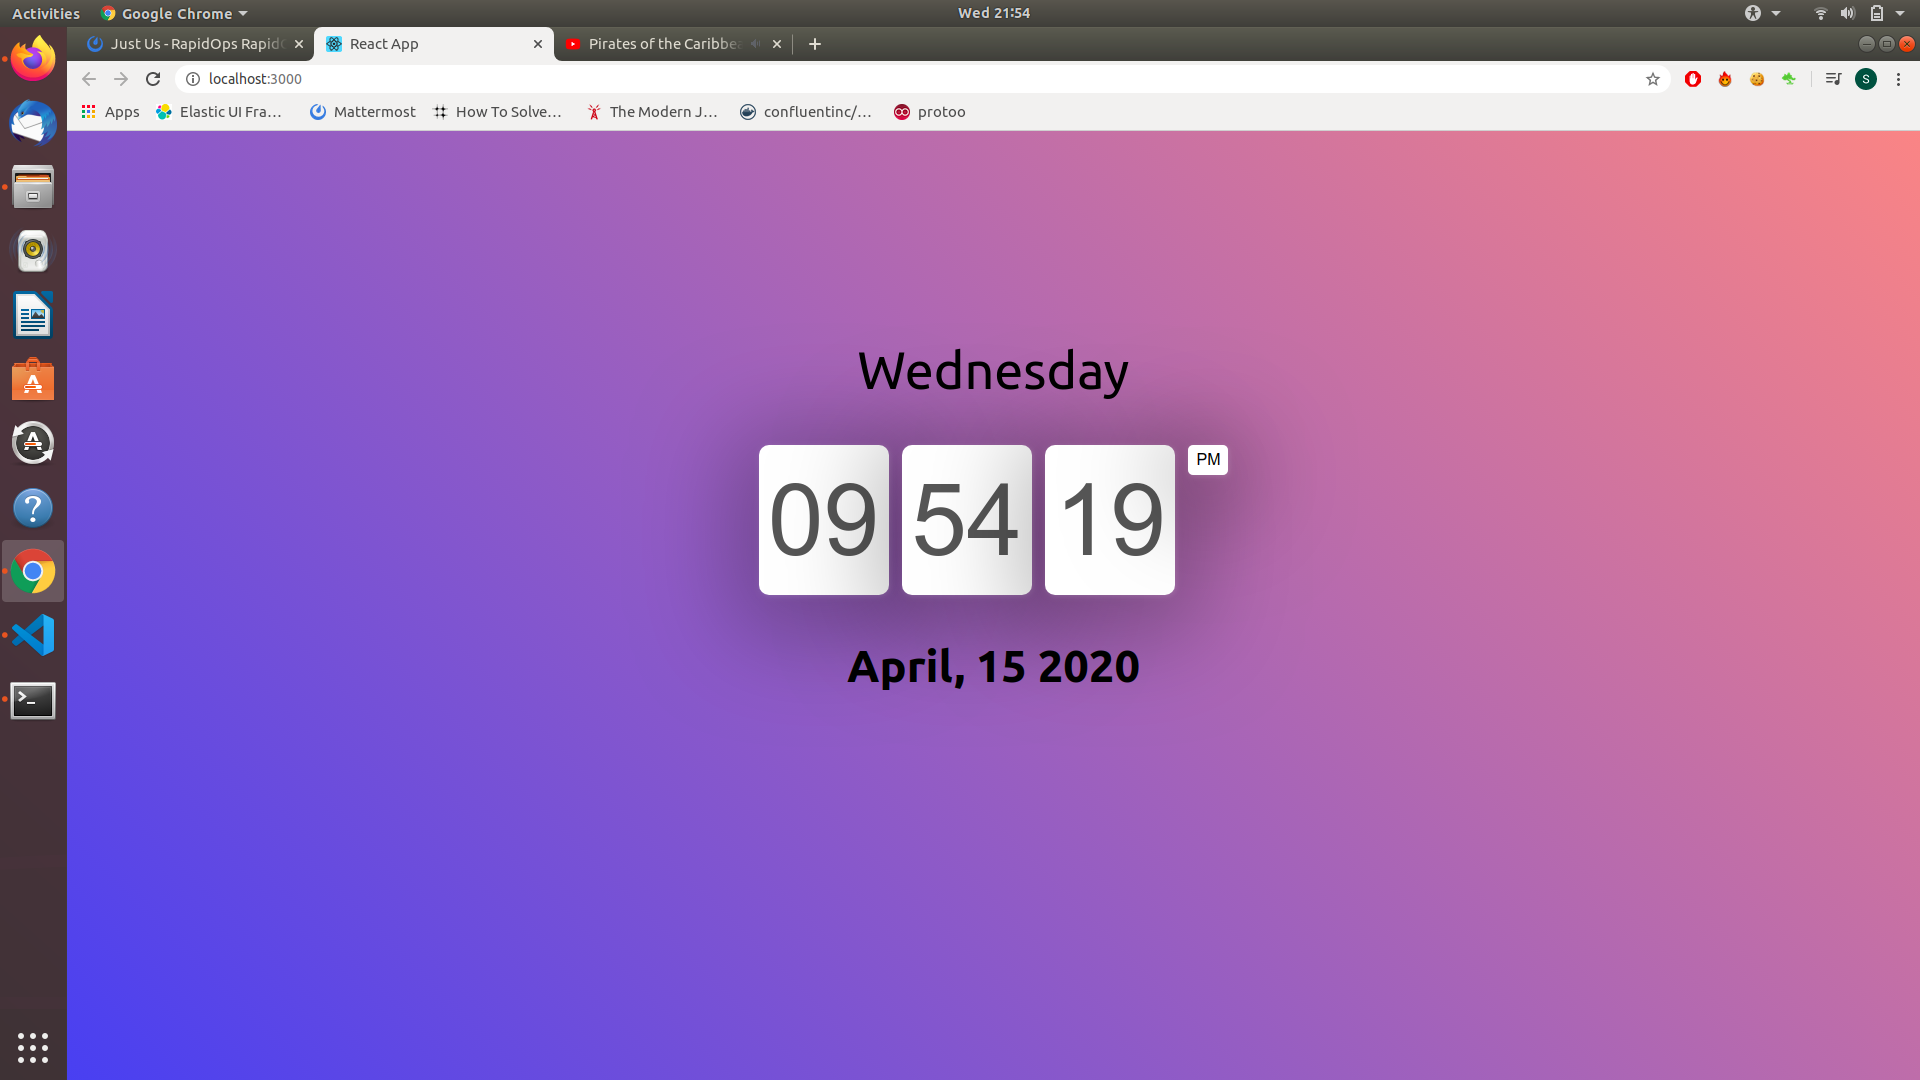 Activities Google Chrome Wed 21:54
Just Us - RapidOps Rapid React App Pirates of the Caribbea
localhost:3000 S
Apps Elastic UI Fra... Mattermost How To Solve... The Modern J... confluentinc/... protoo
Wednesday
09 54 19 PM
April, 15 2020